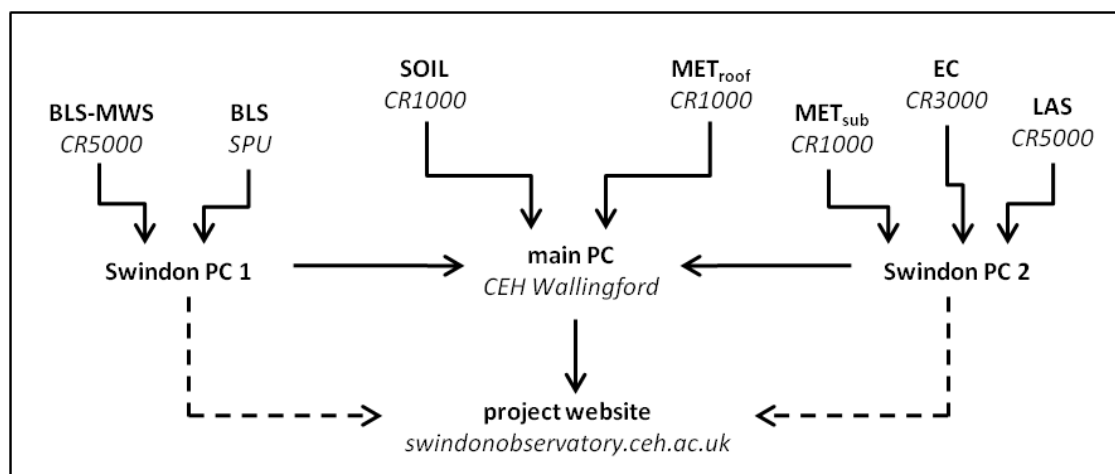 SOIL
CR1000
METroof
CR1000
EC
CR3000
BLS-MWS
CR5000
BLS
SPU
METsub
CR1000
LAS
CR5000
Swindon PC 1
main PC
CEH Wallingford
Swindon PC 2
project website
swindonobservatory.ceh.ac.uk